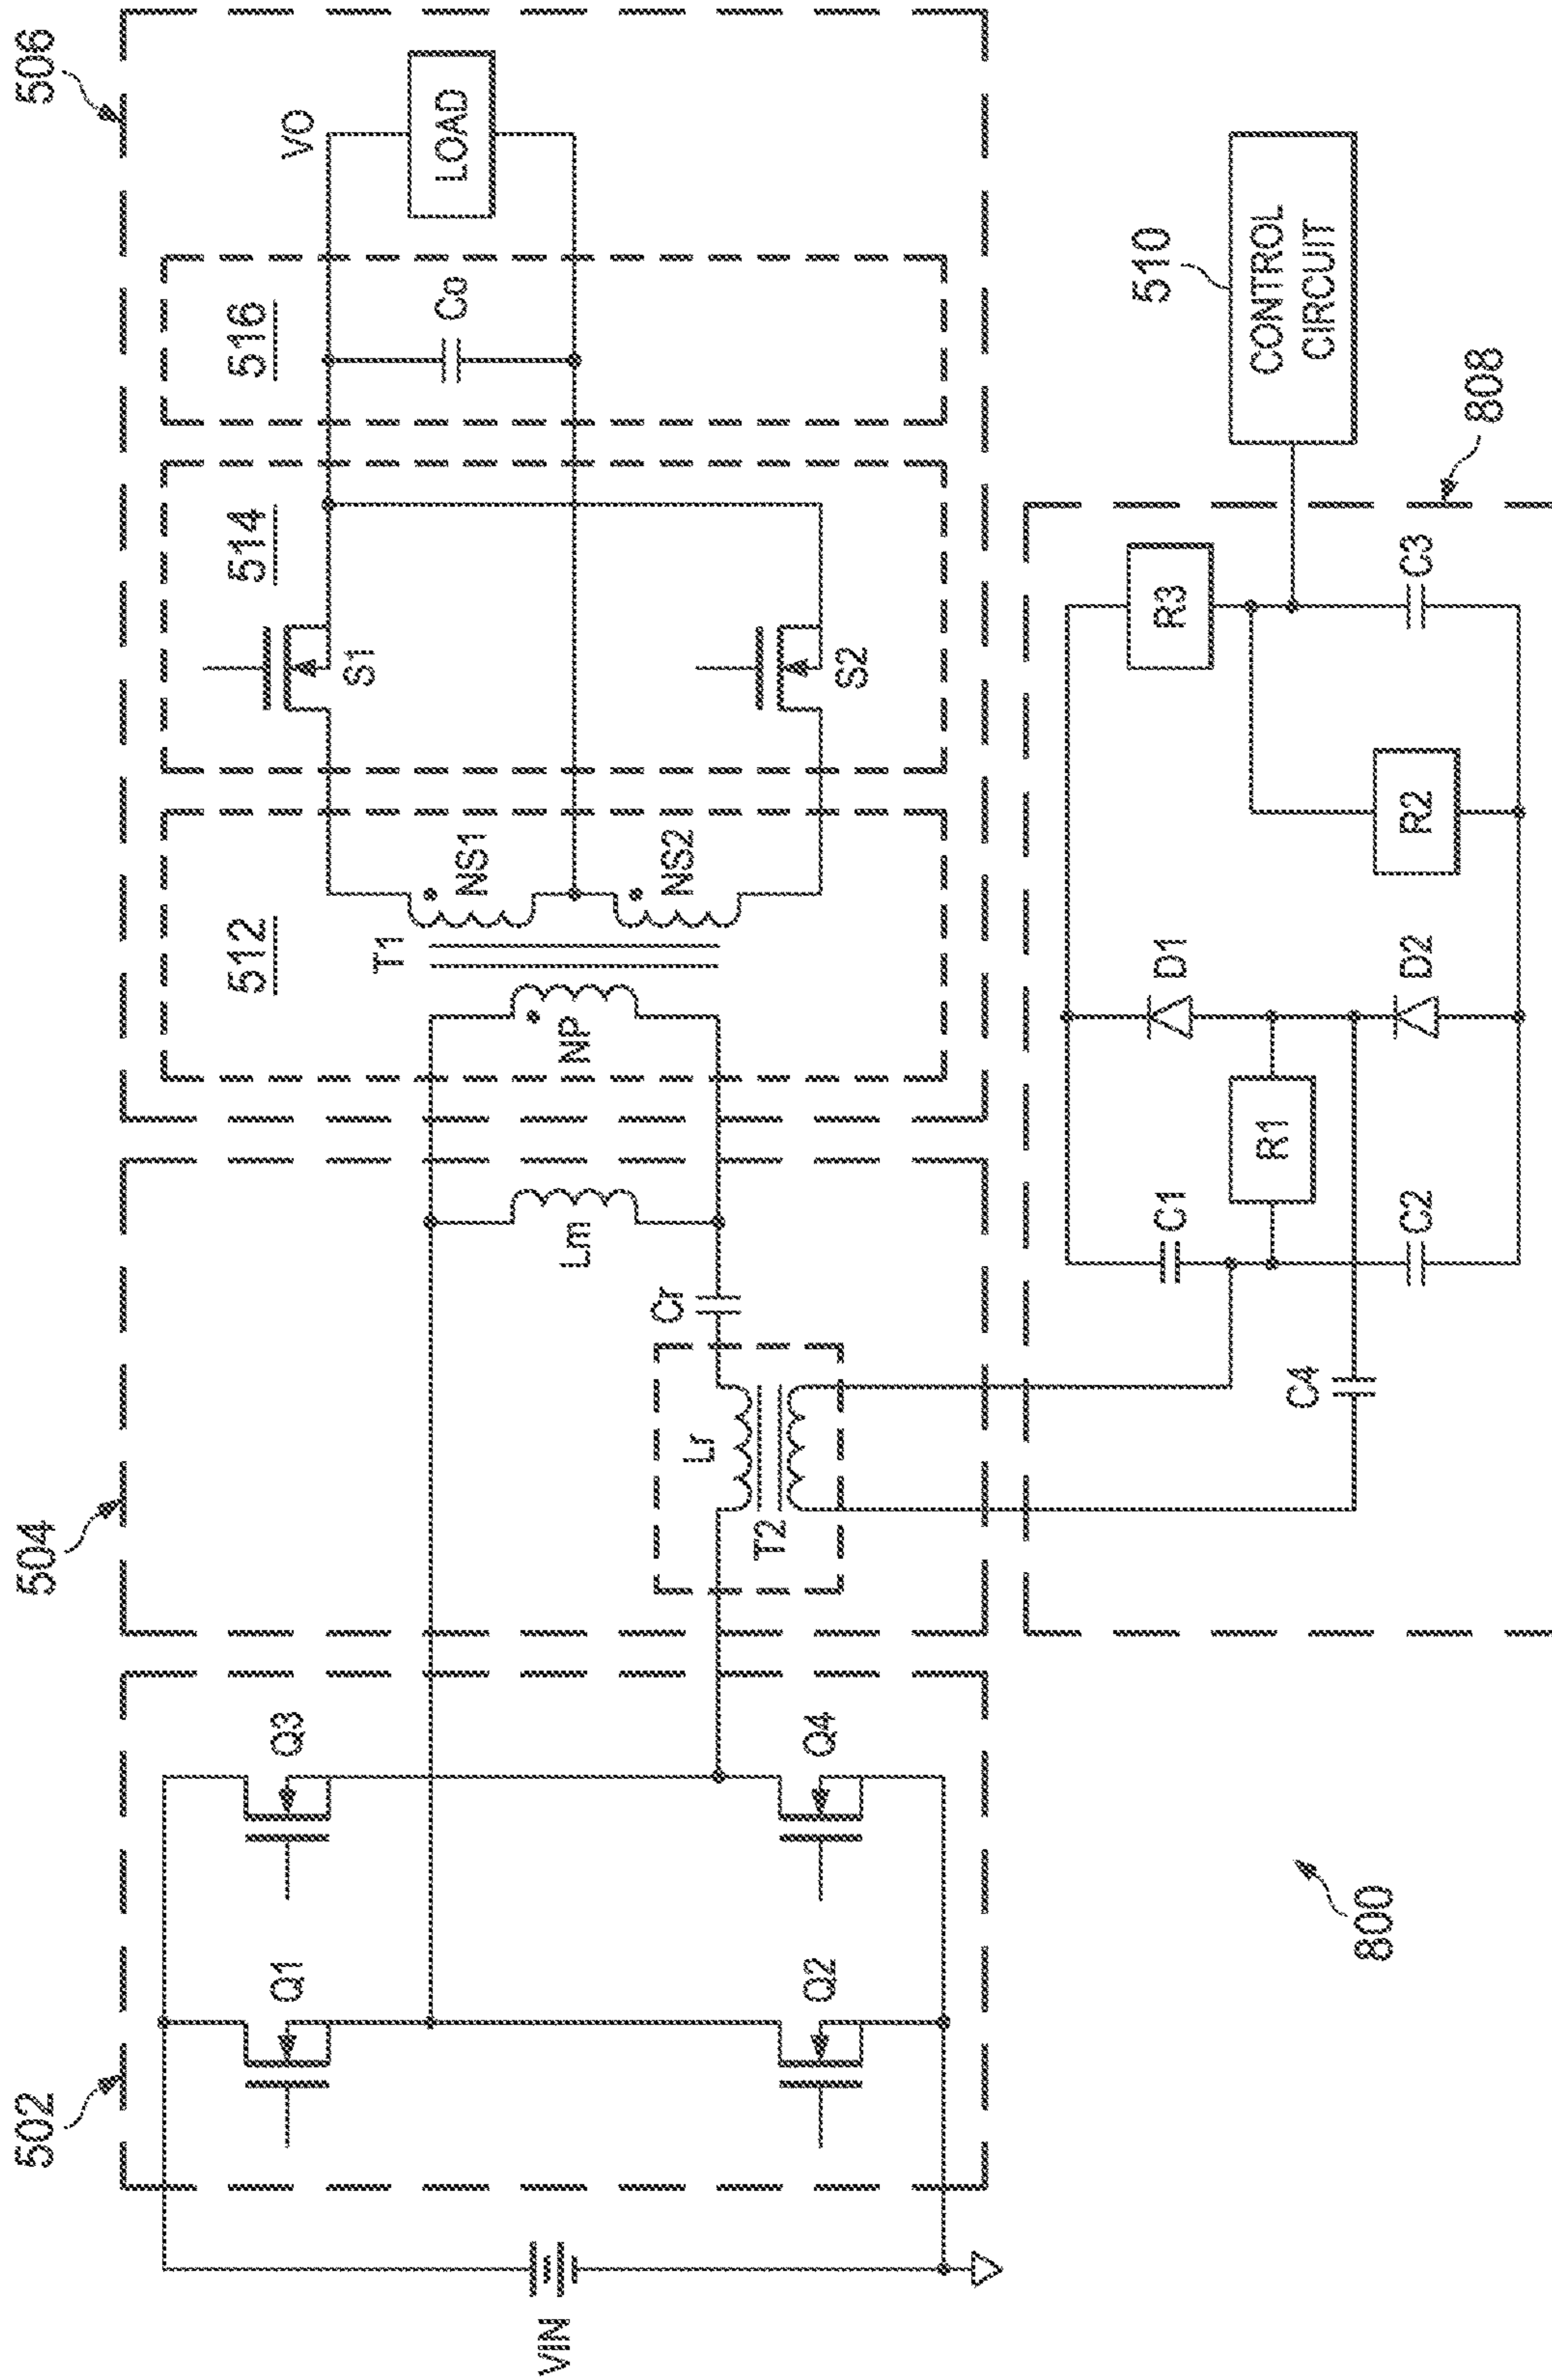 502
504
506
VIN
Q1
Q3
Q2
Q4
Lm
Cr
Lr
T2
512
T1
NP
NS1
NS2
514
S1
S2
516
Co
VO
LOAD
800
C4
C1
R1
C2
D1
D2
R3
R2
C3
808
510
CONTROL
CIRCUIT